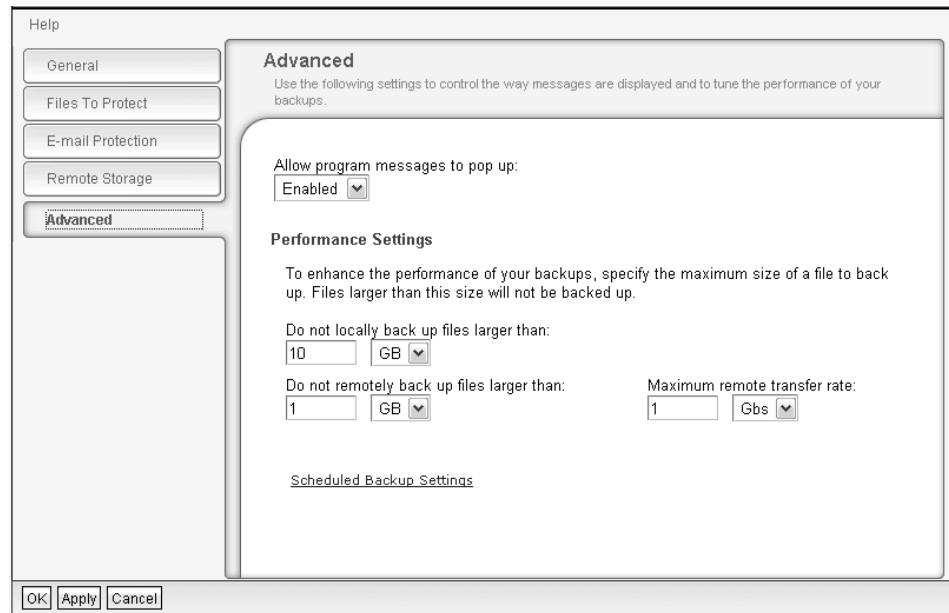 Help
General
Files To Protect
E-mail Protection
Remote Storage
Advanced
Advanced
Use the following settings to control the way messages are displayed and to tune the performance of your
backups.
Allow program messages to pop up:
Enabled
Performance Settings
To enhance the performance of your backups, specify the maximum size of a file to back
up. Files larger than this size will not be backed up.
Do not locally back up files larger than:
10 GB
Do not remotely back up files larger than: Maximum remote transfer rate:
1 GB 1 Gbs
Scheduled Backup Settings
OK Apply Cancel